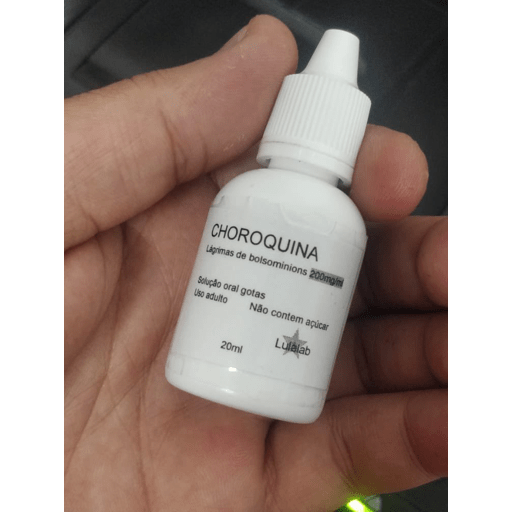 CHOROQUINA
Lágrimas de bolsominions 200mg/ml
Solução oral gotas
Uso adulto Não contem açúcar
20ml Lulalab